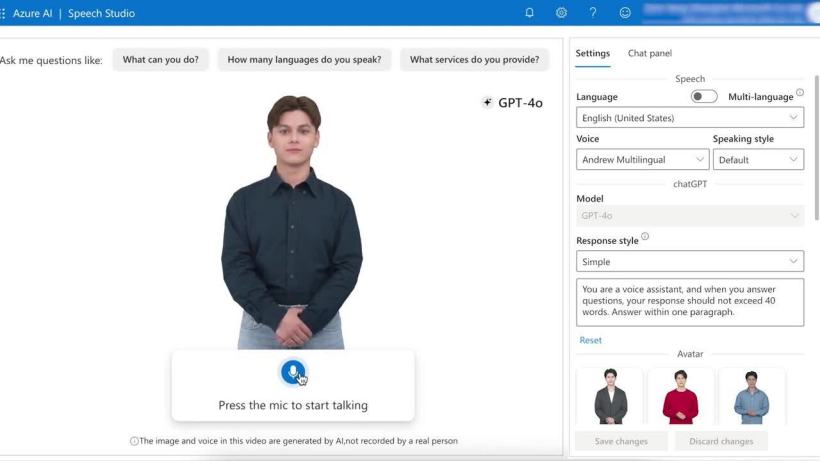 Azure AI | Speech Studio
Ask me questions like:
What can you do?
How many languages do you speak?
What services do you provide?
GPT-4o
Press the mic to start talking
The image and voice in this video are generated by AI,not recorded by a real person
Settings
Chat panel
Speech
Language
Multi-language
English (United States)
Voice
Speaking style
Andrew Multilingual
Default
chatGPT
Model
GPT-4o
Response style
Simple
You are a voice assistant, and when you answer
questions, your response should not exceed 40
words. Answer within one paragraph.
Reset
Avatar
Save changes
Discard changes